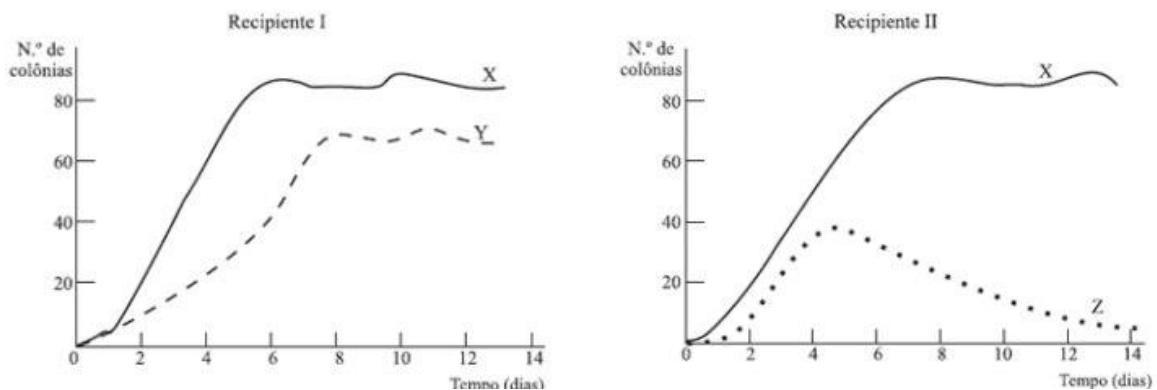 Recipiente I
N.º de
colônias
80
60
40
20
0
2
4
6
8
10
12
14
X
Y
Tempo (dias)
Recipiente II
N.º de
colônias
80
60
40
20
0
2
4
6
8
10
12
14
X
Z
Tempo (dias)